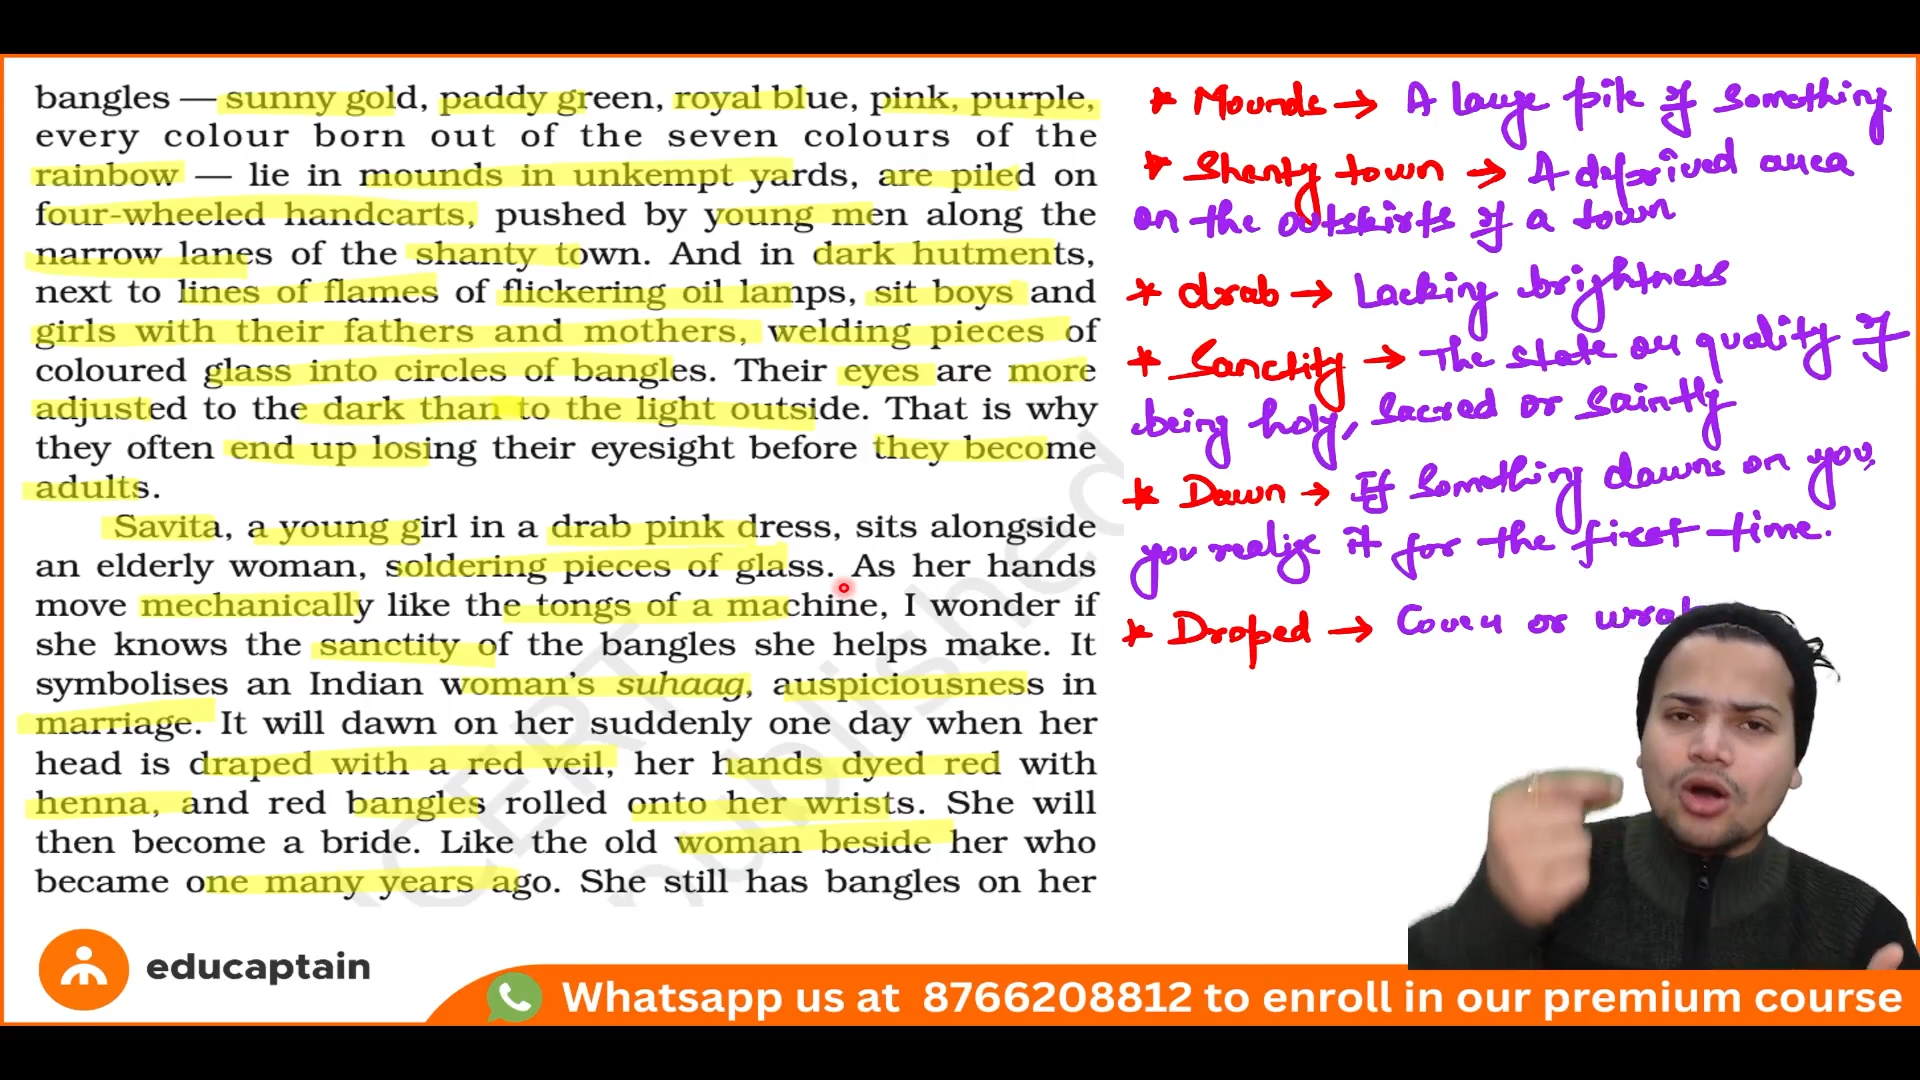 bangles — sunny gold, paddy green, royal blue, pink, purple,
every colour born out of the seven colours of the
rainbow — lie in mounds in unkempt yards, are piled on
four-wheeled handcarts, pushed by young men along the
narrow lanes of the shanty town. And in dark hutments,
next to lines of flames of flickering oil lamps, sit boys and
girls with their fathers and mothers, welding pieces of
coloured glass into circles of bangles. Their eyes are more
adjusted to the dark than to the light outside. That is why
they often end up losing their eyesight before they become
adults.
Savita, a young girl in a drab pink dress, sits alongside
an elderly woman, soldering pieces of glass. As her hands
move mechanically like the tongs of a machine, I wonder if
she knows the sanctity of the bangles she helps make. It
symbolises an Indian woman's suhaag, auspiciousness in
marriage. It will dawn on her suddenly one day when her
head is draped with a red veil, her hands dyed red with
henna, and red bangles rolled onto her wrists. She will
then become a bride. Like the old woman beside her who
became one many years ago. She still has bangles on her
* Mounds → A large pile of something
* Shanty town → A deprived area
on the outskirts of a town
* drab → Lacking brightness
* Sanctity → The state or quality of
being holy, sacred or saintly
* Dawn → If something dawns on you,
you realize it for the first time.
* Droped → Cover or
educaptain
Whatsapp us at 8766208812 to enroll in our premium course